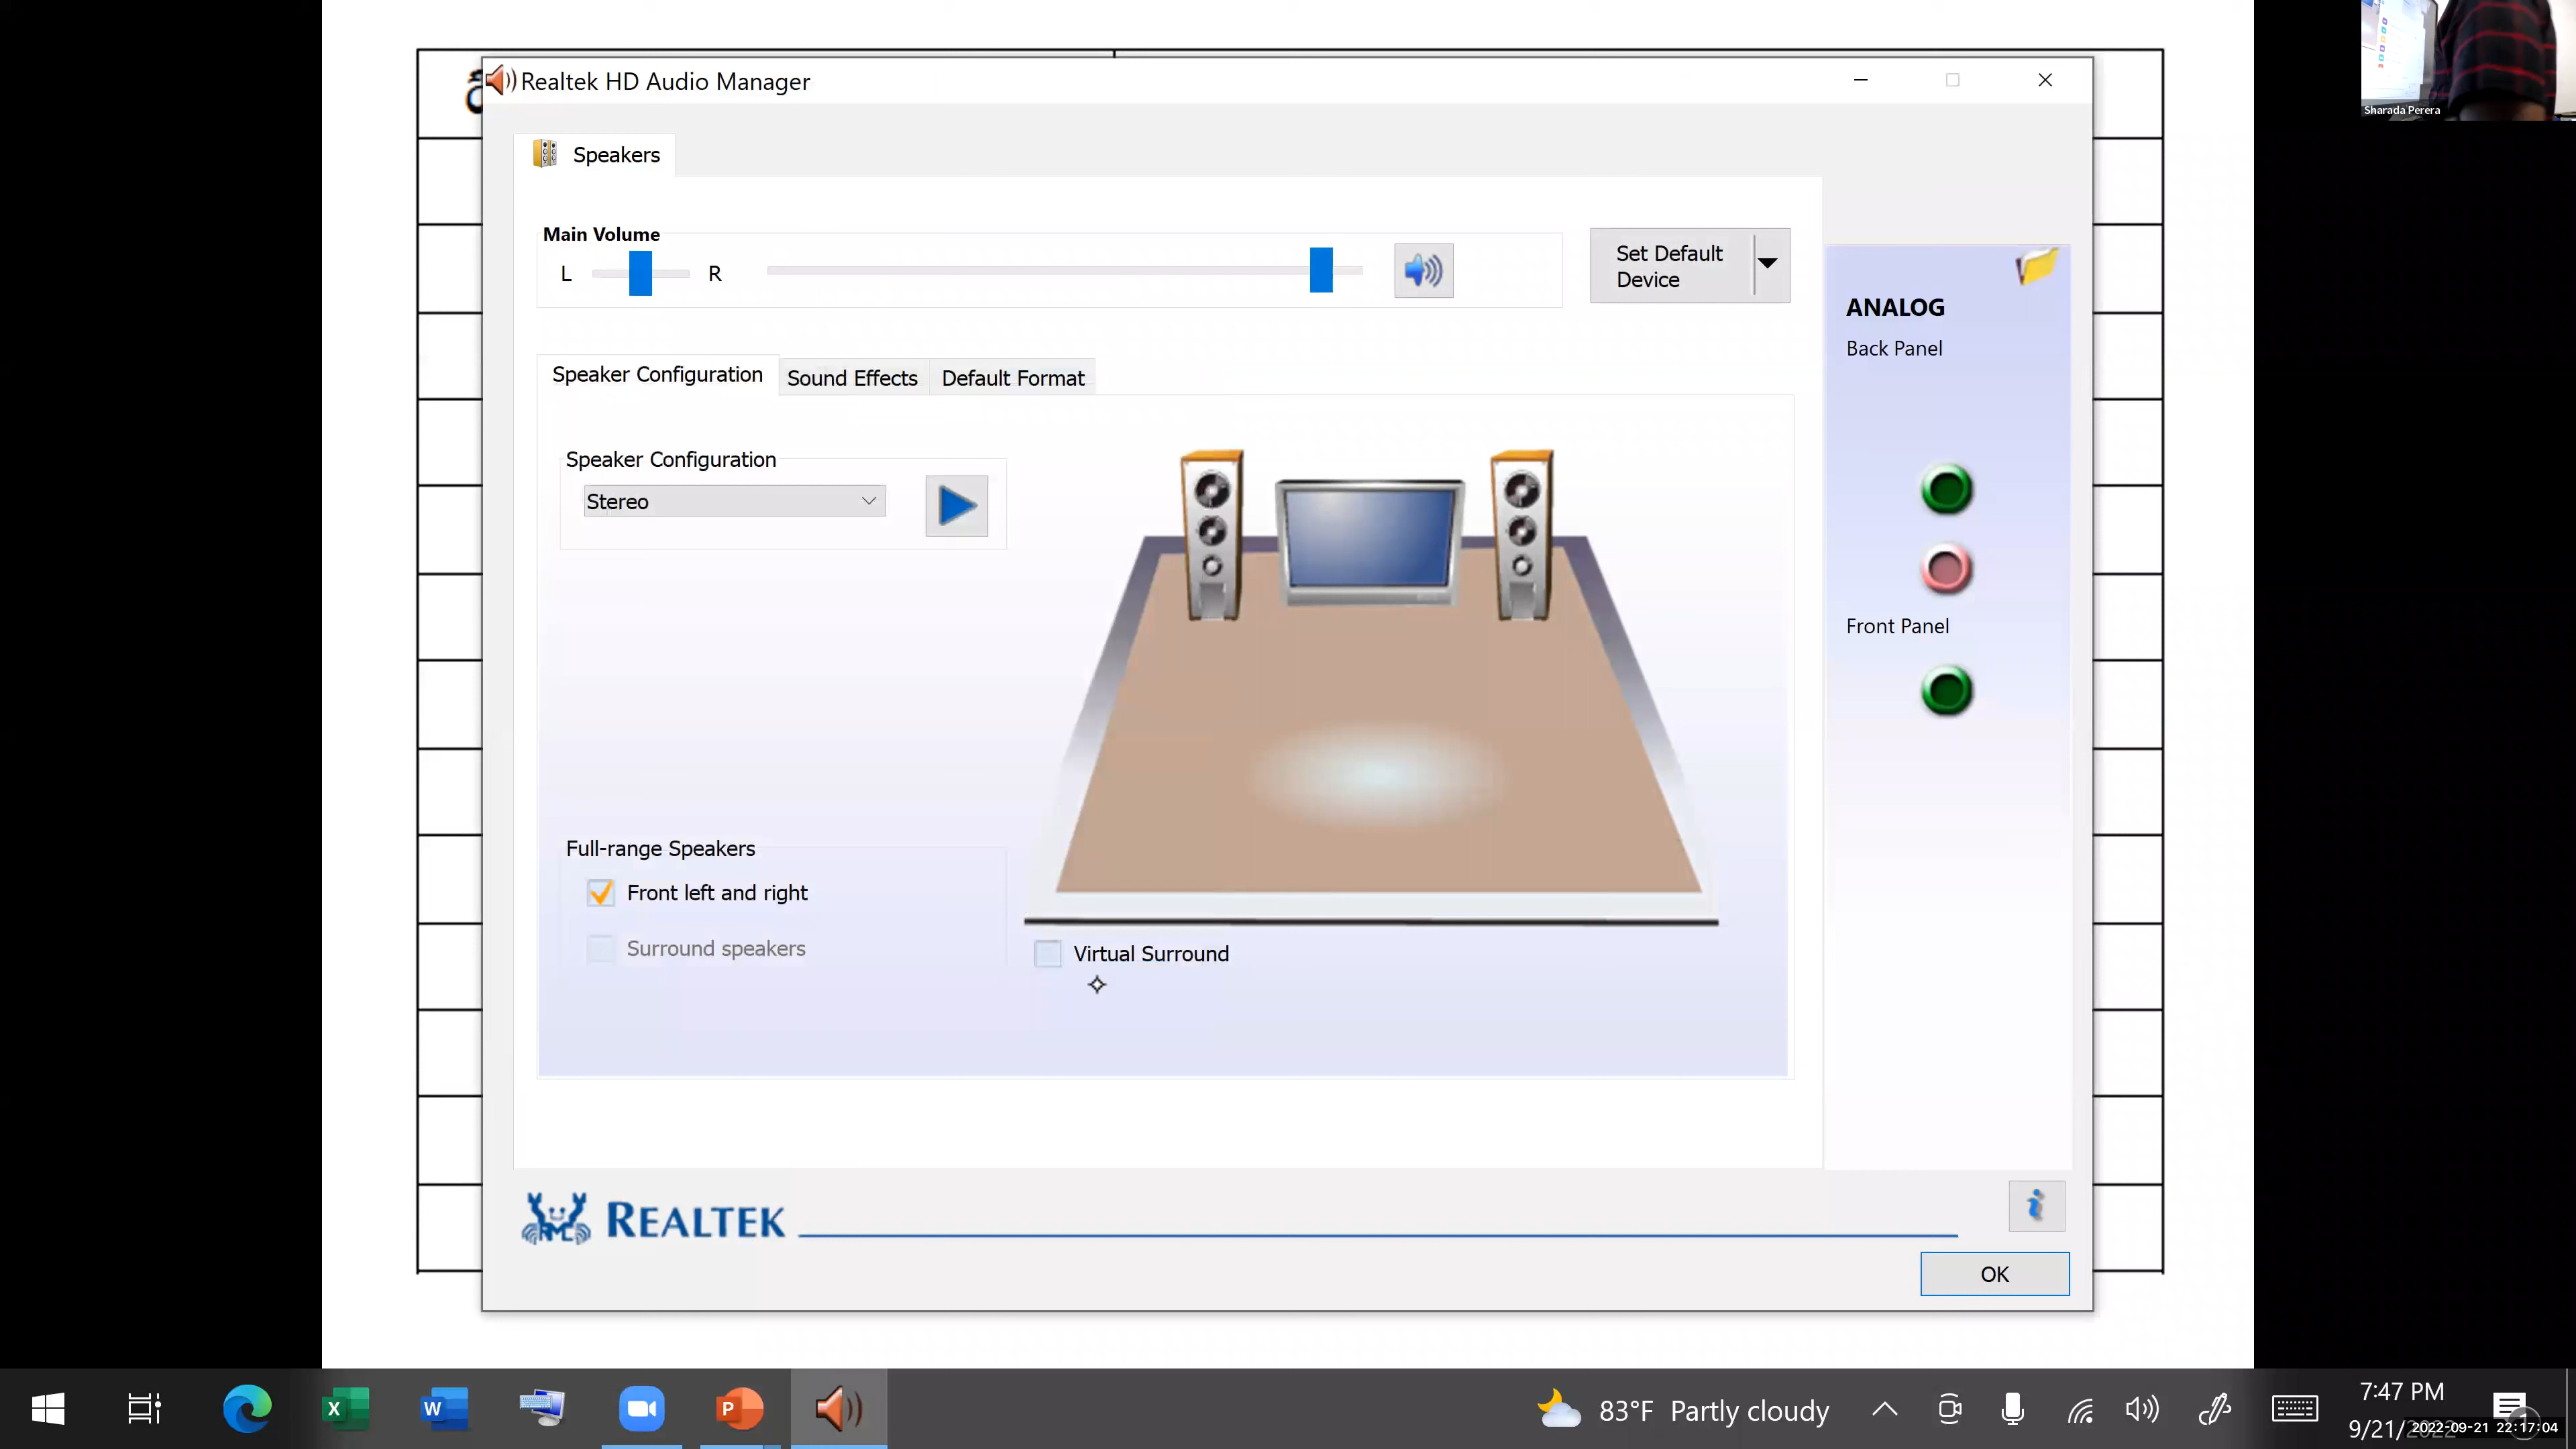 Realtek HD Audio Manager
Sharada Perera
Speakers
Main Volume
L
R
Set Default
Device
ANALOG
Back Panel
Speaker Configuration
Sound Effects
Default Format
Speaker Configuration
Stereo
Front Panel
Full-range Speakers
Front left and right
Surround speakers
Virtual Surround
REALTEK
OK
83°F Partly cloudy
7:47 PM
9/21/
2022-09-21 22:17:04